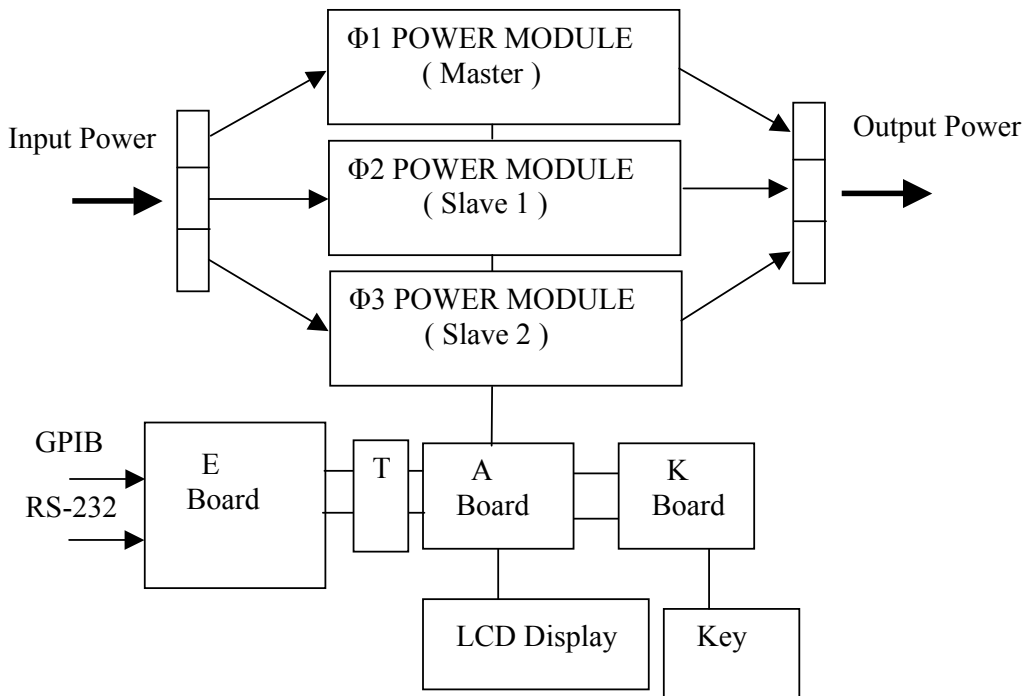 Φ1 POWER MODULE
( Master )
Input Power
Output Power
Φ2 POWER MODULE
( Slave 1 )
Φ3 POWER MODULE
( Slave 2 )
GPIB
RS-232
E
Board
T
A
Board
K
Board
LCD Display
Key